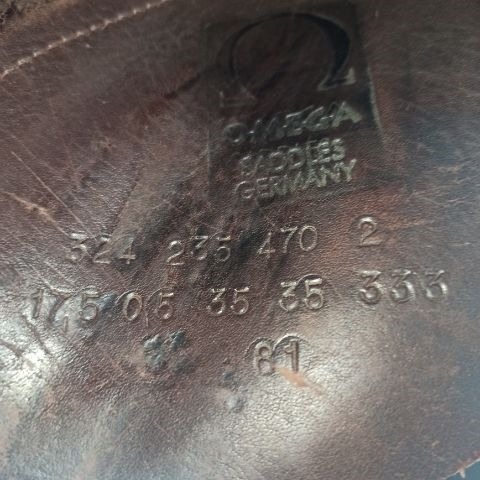 Ω
OMEGA
SADDLES
GERMANY
324 235 470 2
17,5 05 35 35 333
81